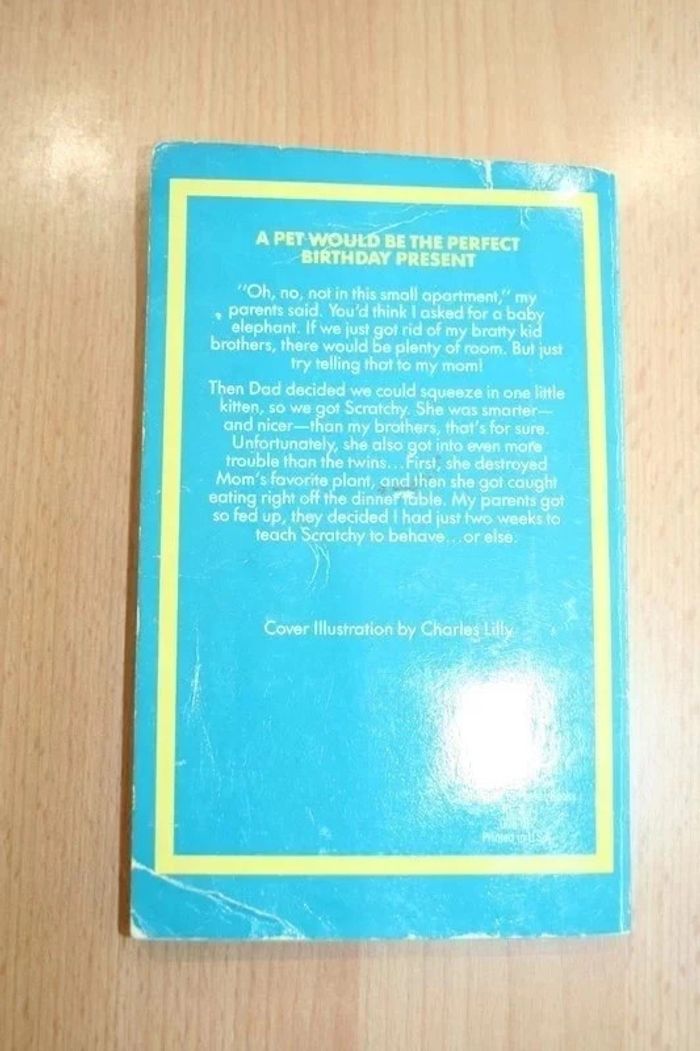 A PET WOULD BE THE PERFECT
BIRTHDAY PRESENT
"Oh, no, not in this small apartment," my
parents said. You'd think I asked for a baby
elephant. If we just got rid of my bratty kid
brothers, there would be plenty of room. But just
try telling that to my mom!
Then Dad decided we could squeeze in one little
kitten, so we got Scratchy. She was smarter—
and nicer—than my brothers, that's for sure.
Unfortunately, she also got into even more
trouble than the twins...First, she destroyed
Mom's favorite plant, and then she got caught
eating right off the dinner table. My parents got
so fed up, they decided I had just two weeks to
teach Scratchy to behave...or else.
Cover Illustration by Charles Lilly
Printed in U.S.A.